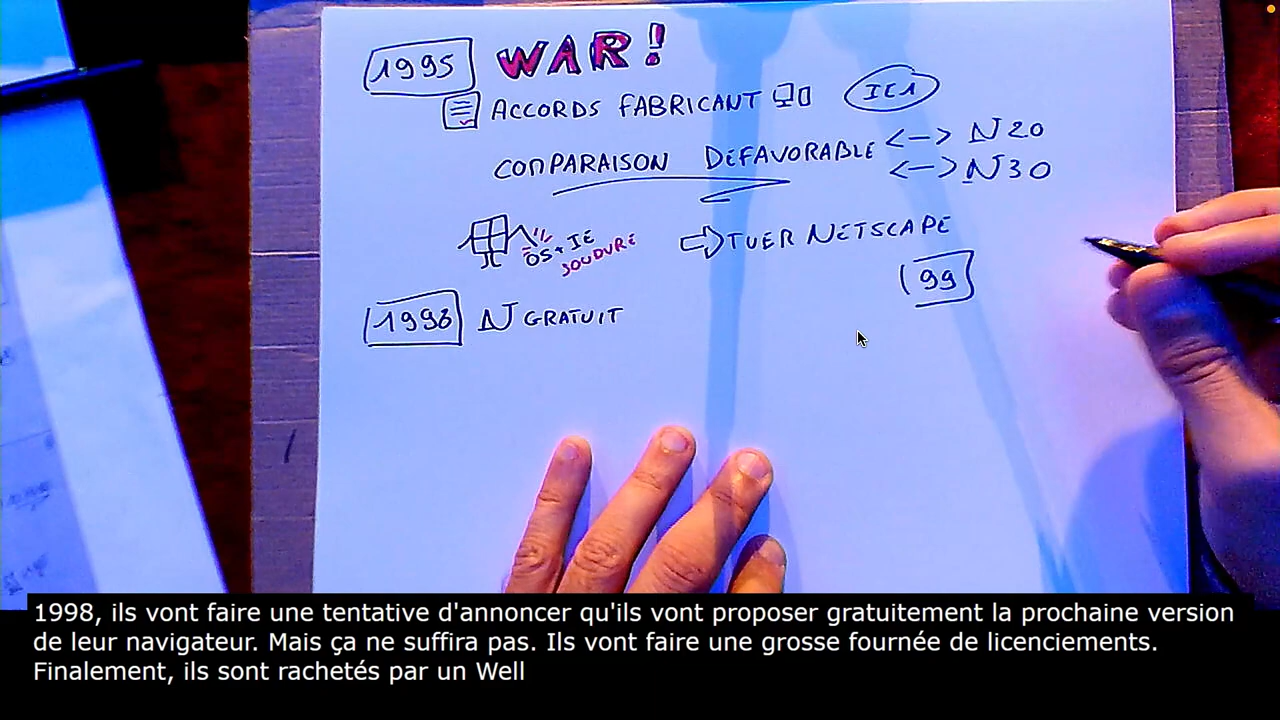 1995 WAR!
ACCORDS FABRICANT IE1
COMPARAISON DEFAVORABLE <--> N20
<--> N30
OS+IE
SOUDURE
⇒ TUER NETSCAPE
99
1998 N GRATUIT
1998, ils vont faire une tentative d'annoncer qu'ils vont proposer gratuitement la prochaine version
de leur navigateur. Mais ça ne suffira pas. Ils vont faire une grosse fournée de licenciements.
Finalement, ils sont rachetés par un Well